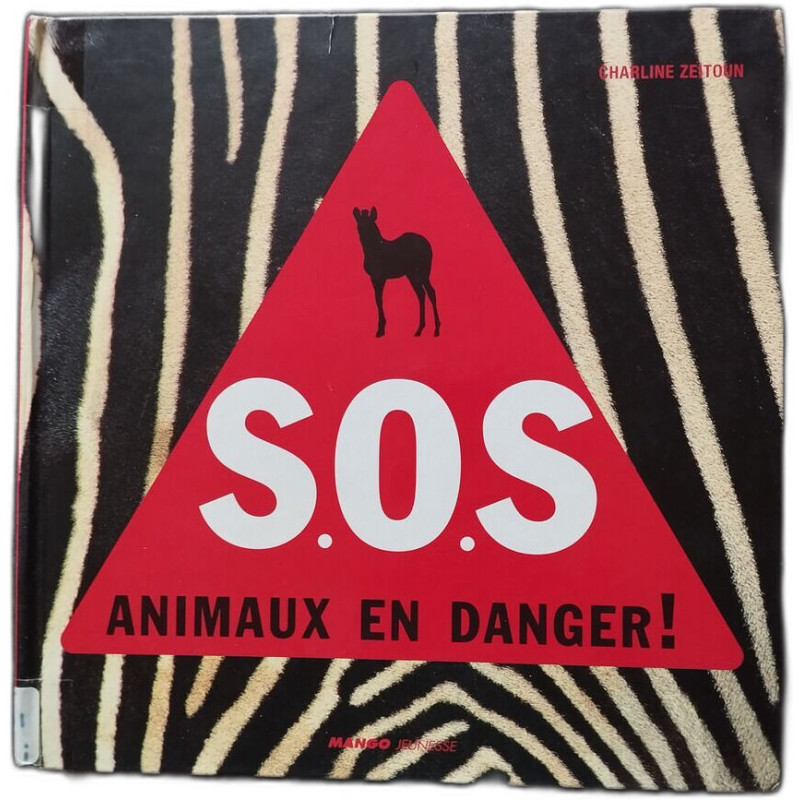 CHARLINE ZEITOUN
S.O.S
ANIMAUX EN DANGER!
MANGO JEUNESSE